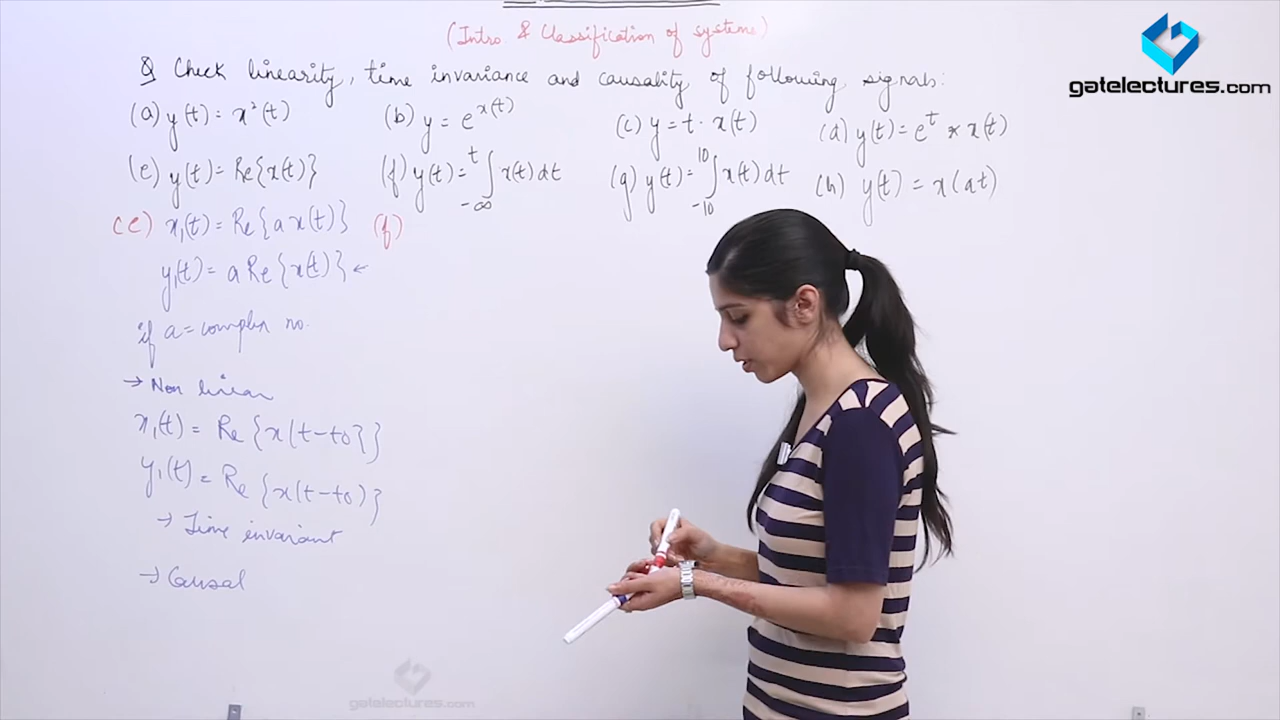 (Intro. & Classification of systems)
gatelectures.com
Q Check linearity, time invariance and causality of following signals:
(a) y(t) = x²(t) (b) y = e^x(t) (c) y = t · x(t) (d) y(t) = e^t * x(t)
(e) y(t) = Re{x(t)} (f) y(t) = ∫_{-∞}^{t} x(t) dt (g) y(t) = ∫_{-10}^{10} x(t) dt (h) y(t) = x(at)
(e) x₁(t) = Re{a x(t)} (f)
y₁(t) = a Re{x(t)} ←
if a = complex no.
→ Non linear
x₁(t) = Re{x(t-t0}}
y₁(t) = Re{x(t-t0)}
→ Time invariant
→ Causal
gatelectures.com